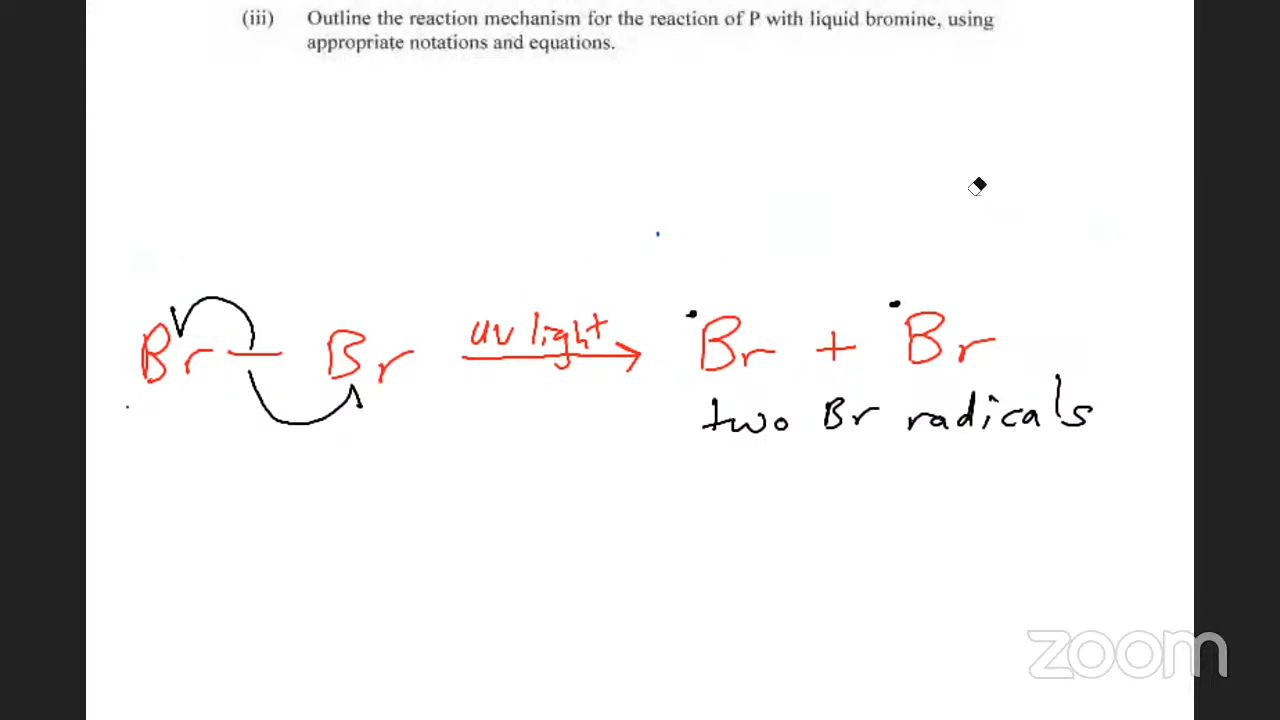 (iii) Outline the reaction mechanism for the reaction of P with liquid bromine, using
appropriate notations and equations.
Br — Br uv light → •Br + •Br
two Br radicals
zoom